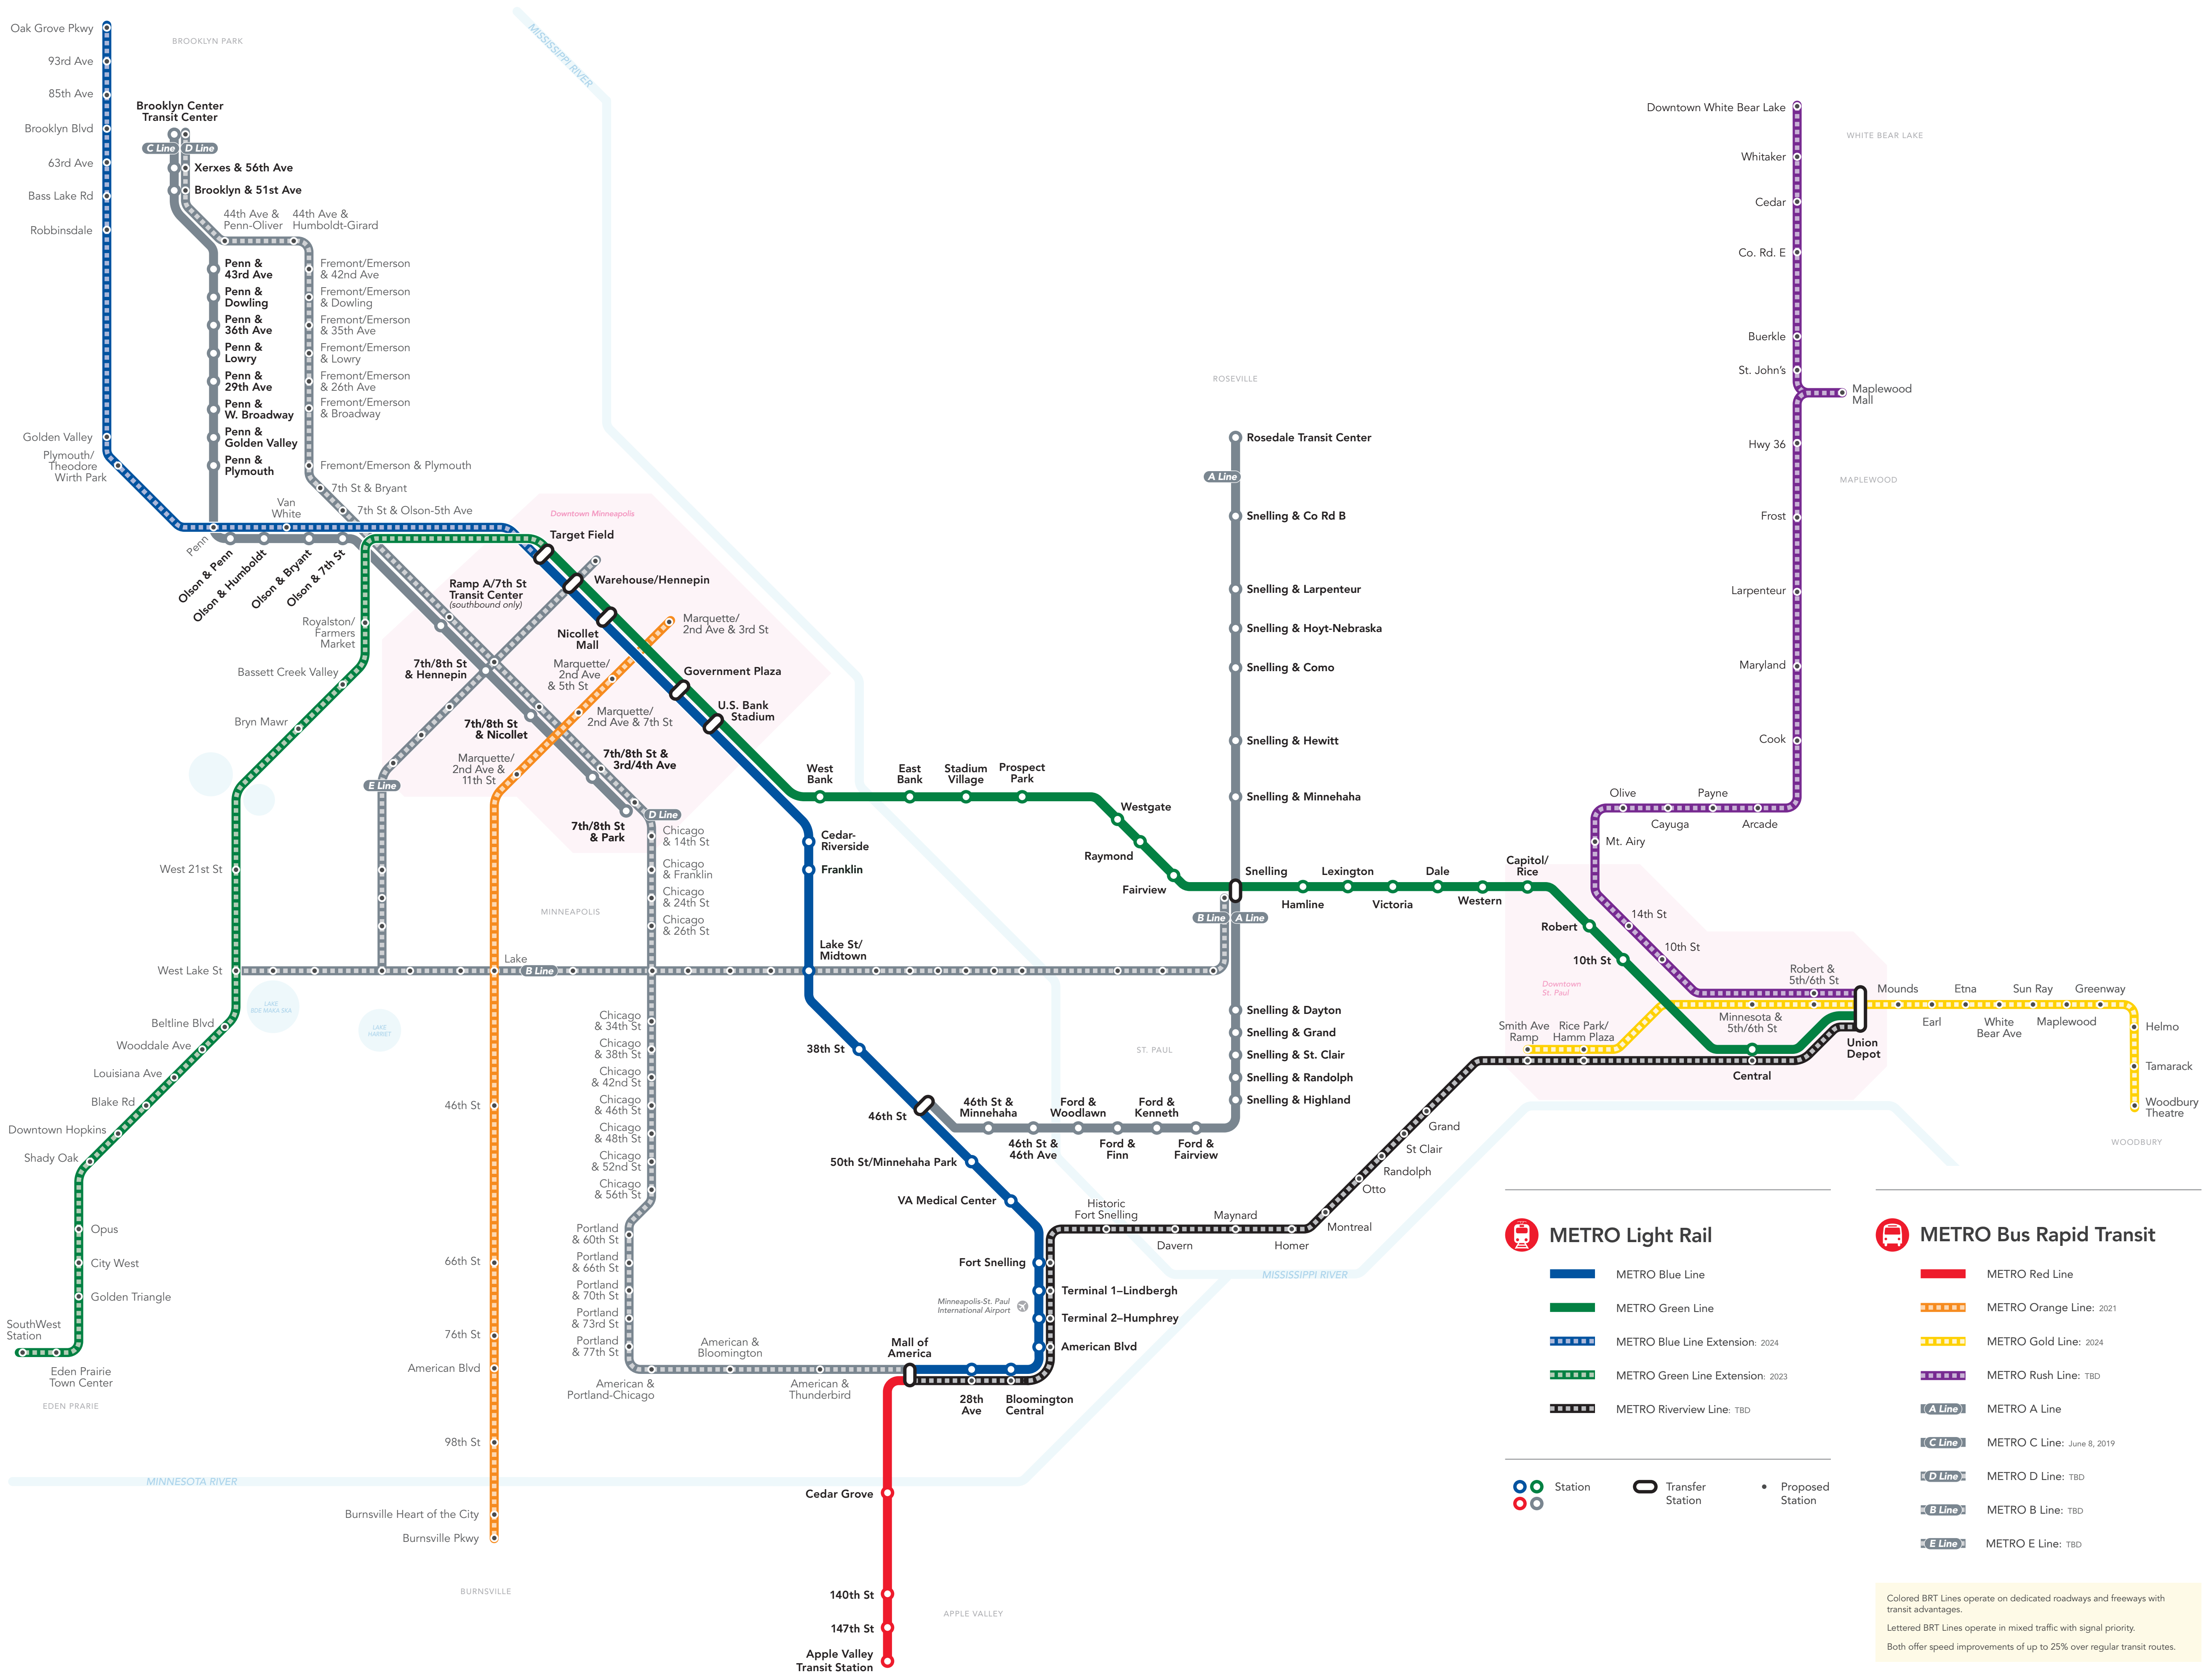 Oak Grove Pkwy
93rd Ave
85th Ave
Brooklyn Blvd
63rd Ave
Bass Lake Rd
Robbinsdale
Golden Valley
Plymouth/
Theodore
Wirth Park
BROOKLYN PARK
Brooklyn Center
Transit Center
C Line
D Line
Xerxes & 56th Ave
Brooklyn & 51st Ave
44th Ave &
Penn-Oliver
44th Ave &
Humboldt-Girard
Penn &
43rd Ave
Penn &
Dowling
Penn &
36th Ave
Penn &
Lowry
Penn &
29th Ave
Penn &
W. Broadway
Penn &
Golden Valley
Penn &
Plymouth
Fremont/Emerson
& 42nd Ave
Fremont/Emerson
& Dowling
Fremont/Emerson
& 35th Ave
Fremont/Emerson
& Lowry
Fremont/Emerson
& 26th Ave
Fremont/Emerson
& Broadway
Fremont/Emerson & Plymouth
7th St & Bryant
7th St & Olson-5th Ave
Van
White
Penn
Olson & Penn
Olson & Humboldt
Olson & Bryant
Olson & 7th St
MISSISSIPPI RIVER
Downtown Minneapolis
Target Field
Warehouse/Hennepin
Nicollet
Mall
Government Plaza
U.S. Bank
Stadium
Ramp A/7th St
Transit Center
(southbound only)
7th/8th St
& Hennepin
7th/8th St
& Nicollet
7th/8th St &
3rd/4th Ave
7th/8th St
& Park
Marquette/
2nd Ave & 3rd St
Marquette/
2nd Ave
& 5th St
Marquette/
2nd Ave & 7th St
Marquette/
2nd Ave &
11th St
E Line
D Line
Royalston/
Farmers
Market
Bassett Creek Valley
Bryn Mawr
West 21st St
West Lake St
Beltline Blvd
Wooddale Ave
Louisiana Ave
Blake Rd
Downtown Hopkins
Shady Oak
Opus
City West
Golden Triangle
SouthWest
Station
Eden Prairie
Town Center
EDEN PRARIE
LAKE
BDE MAKA SKA
LAKE
HARRIET
MINNEAPOLIS
Chicago
& 14th St
Chicago
& Franklin
Chicago
& 24th St
Chicago
& 26th St
Lake
B Line
Chicago
& 34th St
Chicago
& 38th St
Chicago
& 42nd St
Chicago
& 46th St
Chicago
& 48th St
Chicago
& 52nd St
Chicago
& 56th St
Portland
& 60th St
Portland
& 66th St
Portland
& 70th St
Portland
& 73rd St
Portland
& 77th St
American &
Portland-Chicago
American &
Bloomington
American &
Thunderbird
46th St
66th St
76th St
American Blvd
98th St
Burnsville Heart of the City
Burnsville Pkwy
MINNESOTA RIVER
BURNSVILLE
West
Bank
East
Bank
Stadium
Village
Prospect
Park
Westgate
Raymond
Fairview
Snelling
Hamline
Lexington
Victoria
Dale
Western
Capitol/
Rice
Robert
10th St
Central
Union
Depot
Cedar-
Riverside
Franklin
Lake St/
Midtown
38th St
46th St
50th St/Minnehaha Park
VA Medical Center
Fort Snelling
Terminal 1–Lindbergh
Terminal 2–Humphrey
American Blvd
Minneapolis-St. Paul
International Airport
Mall of
America
28th
Ave
Bloomington
Central
Cedar Grove
140th St
147th St
Apple Valley
Transit Station
APPLE VALLEY
ROSEVILLE
Rosedale Transit Center
A Line
Snelling & Co Rd B
Snelling & Larpenteur
Snelling & Hoyt-Nebraska
Snelling & Como
Snelling & Hewitt
Snelling & Minnehaha
B Line
A Line
Snelling & Dayton
Snelling & Grand
Snelling & St. Clair
Snelling & Randolph
Snelling & Highland
ST. PAUL
46th St &
Minnehaha
46th St &
46th Ave
Ford &
Woodlawn
Ford &
Finn
Ford &
Kenneth
Ford &
Fairview
Historic
Fort Snelling
Davern
Maynard
Homer
Montreal
Otto
Randolph
St Clair
Grand
MISSISSIPPI RIVER
Downtown White Bear Lake
WHITE BEAR LAKE
Whitaker
Cedar
Co. Rd. E
Buerkle
St. John's
Maplewood
Mall
Hwy 36
MAPLEWOOD
Frost
Larpenteur
Maryland
Cook
Olive
Cayuga
Payne
Arcade
Mt. Airy
14th St
10th St
Robert &
5th/6th St
Downtown
St. Paul
Smith Ave
Ramp
Rice Park/
Hamm Plaza
Minnesota &
5th/6th St
Mounds
Earl
Etna
White
Bear Ave
Sun Ray
Maplewood
Greenway
Helmo
Tamarack
Woodbury
Theatre
WOODBURY
METRO Light Rail
METRO Blue Line
METRO Green Line
METRO Blue Line Extension: 2024
METRO Green Line Extension: 2023
METRO Riverview Line: TBD
Station
Transfer
Station
Proposed
Station
METRO Bus Rapid Transit
METRO Red Line
METRO Orange Line: 2021
METRO Gold Line: 2024
METRO Rush Line: TBD
A Line METRO A Line
C Line METRO C Line: June 8, 2019
D Line METRO D Line: TBD
B Line METRO B Line: TBD
E Line METRO E Line: TBD
Colored BRT Lines operate on dedicated roadways and freeways with
transit advantages.
Lettered BRT Lines operate in mixed traffic with signal priority.
Both offer speed improvements of up to 25% over regular transit routes.